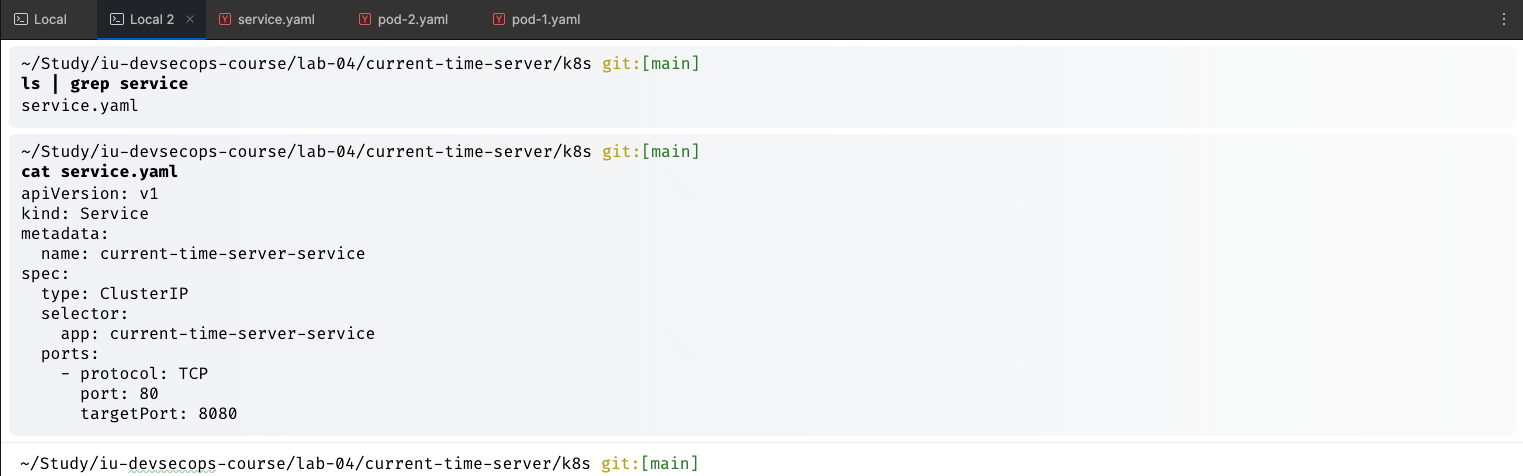 Local Local 2 service.yaml pod-2.yaml pod-1.yaml
~/Study/iu-devsecops-course/lab-04/current-time-server/k8s git:[main]
ls | grep service
service.yaml
~/Study/iu-devsecops-course/lab-04/current-time-server/k8s git:[main]
cat service.yaml
apiVersion: v1
kind: Service
metadata:
  name: current-time-server-service
spec:
  type: ClusterIP
  selector:
    app: current-time-server-service
  ports:
    - protocol: TCP
      port: 80
      targetPort: 8080
~/Study/iu-devsecops-course/lab-04/current-time-server/k8s git:[main]